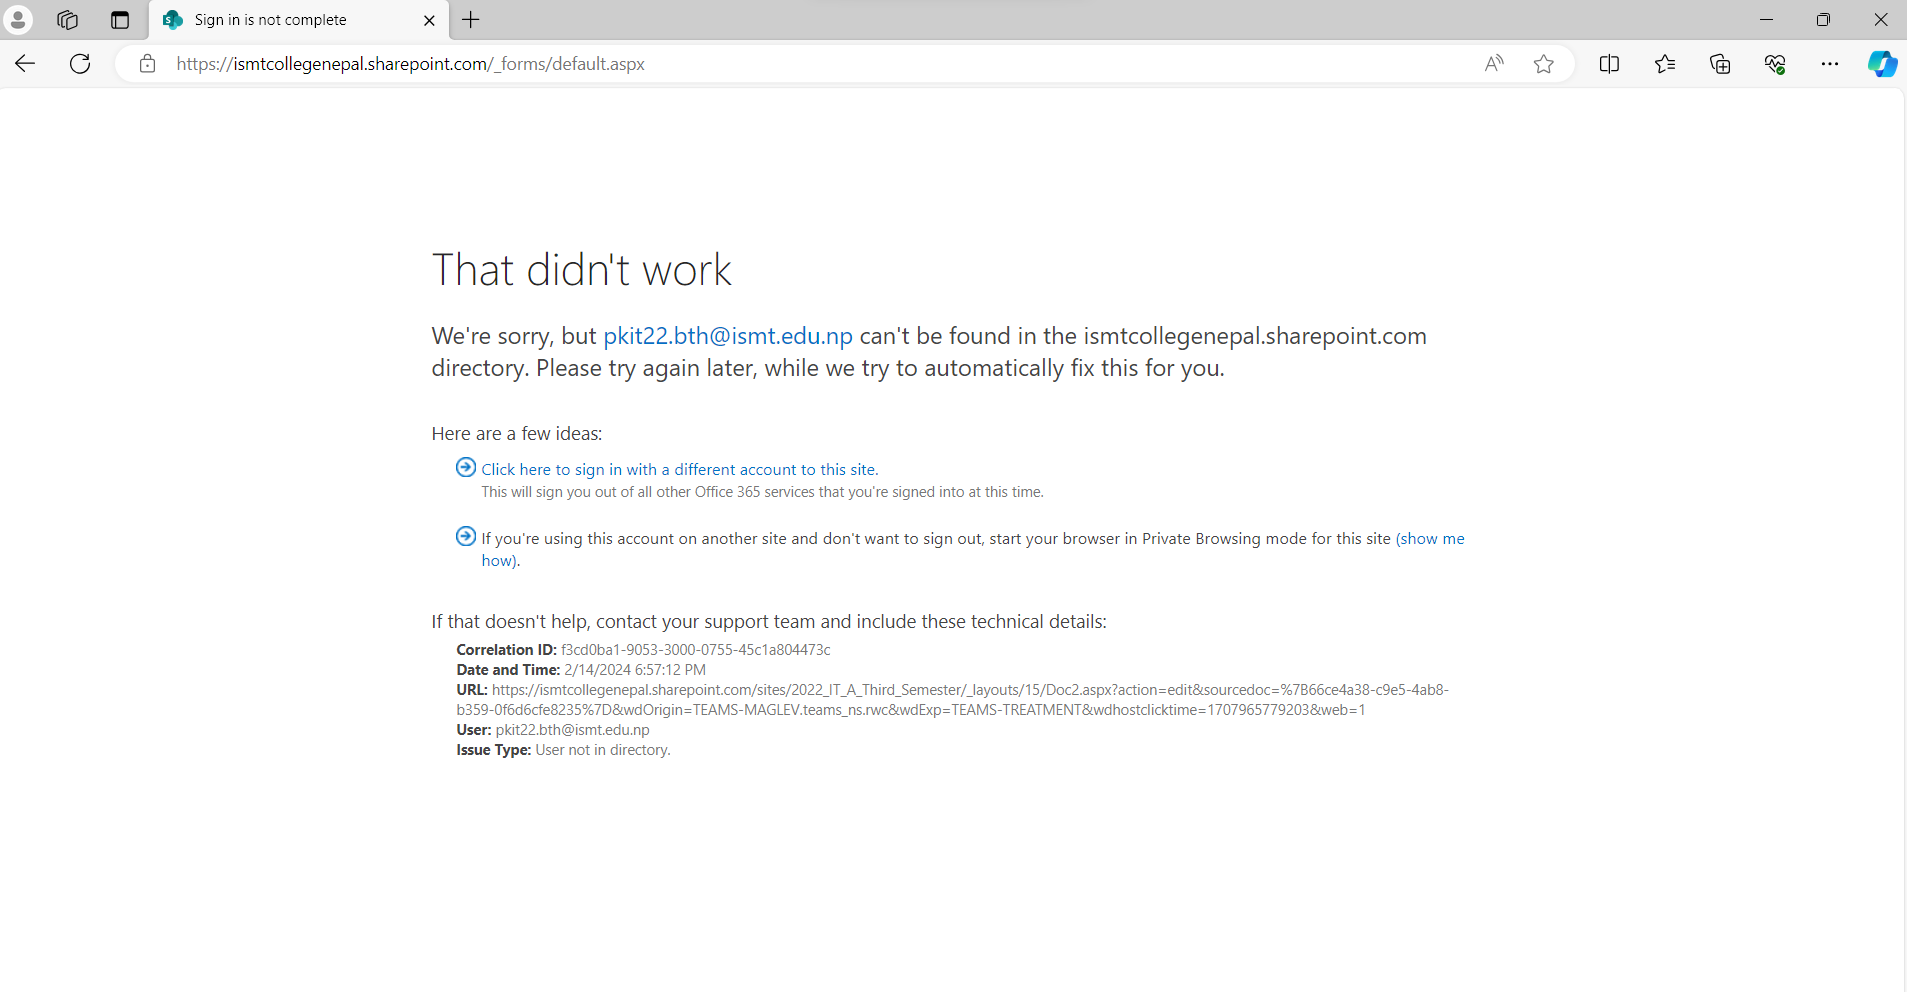 Sign in is not complete
https://ismtcollegenepal.sharepoint.com/_forms/default.aspx
That didn't work
We're sorry, but pkit22.bth@ismt.edu.np can't be found in the ismtcollegenepal.sharepoint.com
directory. Please try again later, while we try to automatically fix this for you.
Here are a few ideas:
Click here to sign in with a different account to this site.
This will sign you out of all other Office 365 services that you're signed into at this time.
If you're using this account on another site and don't want to sign out, start your browser in Private Browsing mode for this site (show me
how).
If that doesn't help, contact your support team and include these technical details:
Correlation ID: f3cd0ba1-9053-3000-0755-45c1a804473c
Date and Time: 2/14/2024 6:57:12 PM
URL: https://ismtcollegenepal.sharepoint.com/sites/2022_IT_A_Third_Semester/_layouts/15/Doc2.aspx?action=edit&sourcedoc=%7B66ce4a38-c9e5-4ab8-
b359-0f6d6cfe8235%7D&wdOrigin=TEAMS-MAGLEV.teams_ns.rwc&wdExp=TEAMS-TREATMENT&wdhostclicktime=1707965779203&web=1
User: pkit22.bth@ismt.edu.np
Issue Type: User not in directory.